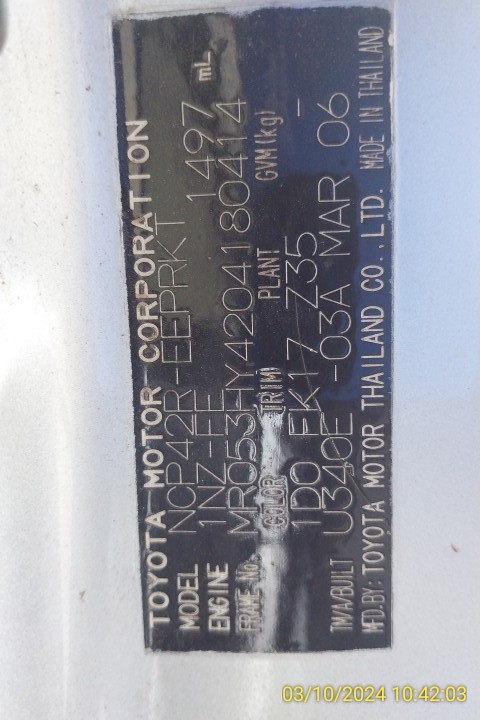 TOYOTA MOTOR CORPORATION
MODEL NCP42R-EEPRKT
ENGINE 1NZ-FE 1497 mL
FRAME No. MR053HY4204180414
COLOR TRIM PLANT GVM(kg)
1D0 FK17 Z35 -
TM/A/BUILT U340E -03A MAR 06
MFD.BY: TOYOTA MOTOR THAILAND CO.,LTD. MADE IN THAILAND
03/10/2024 10:42:03